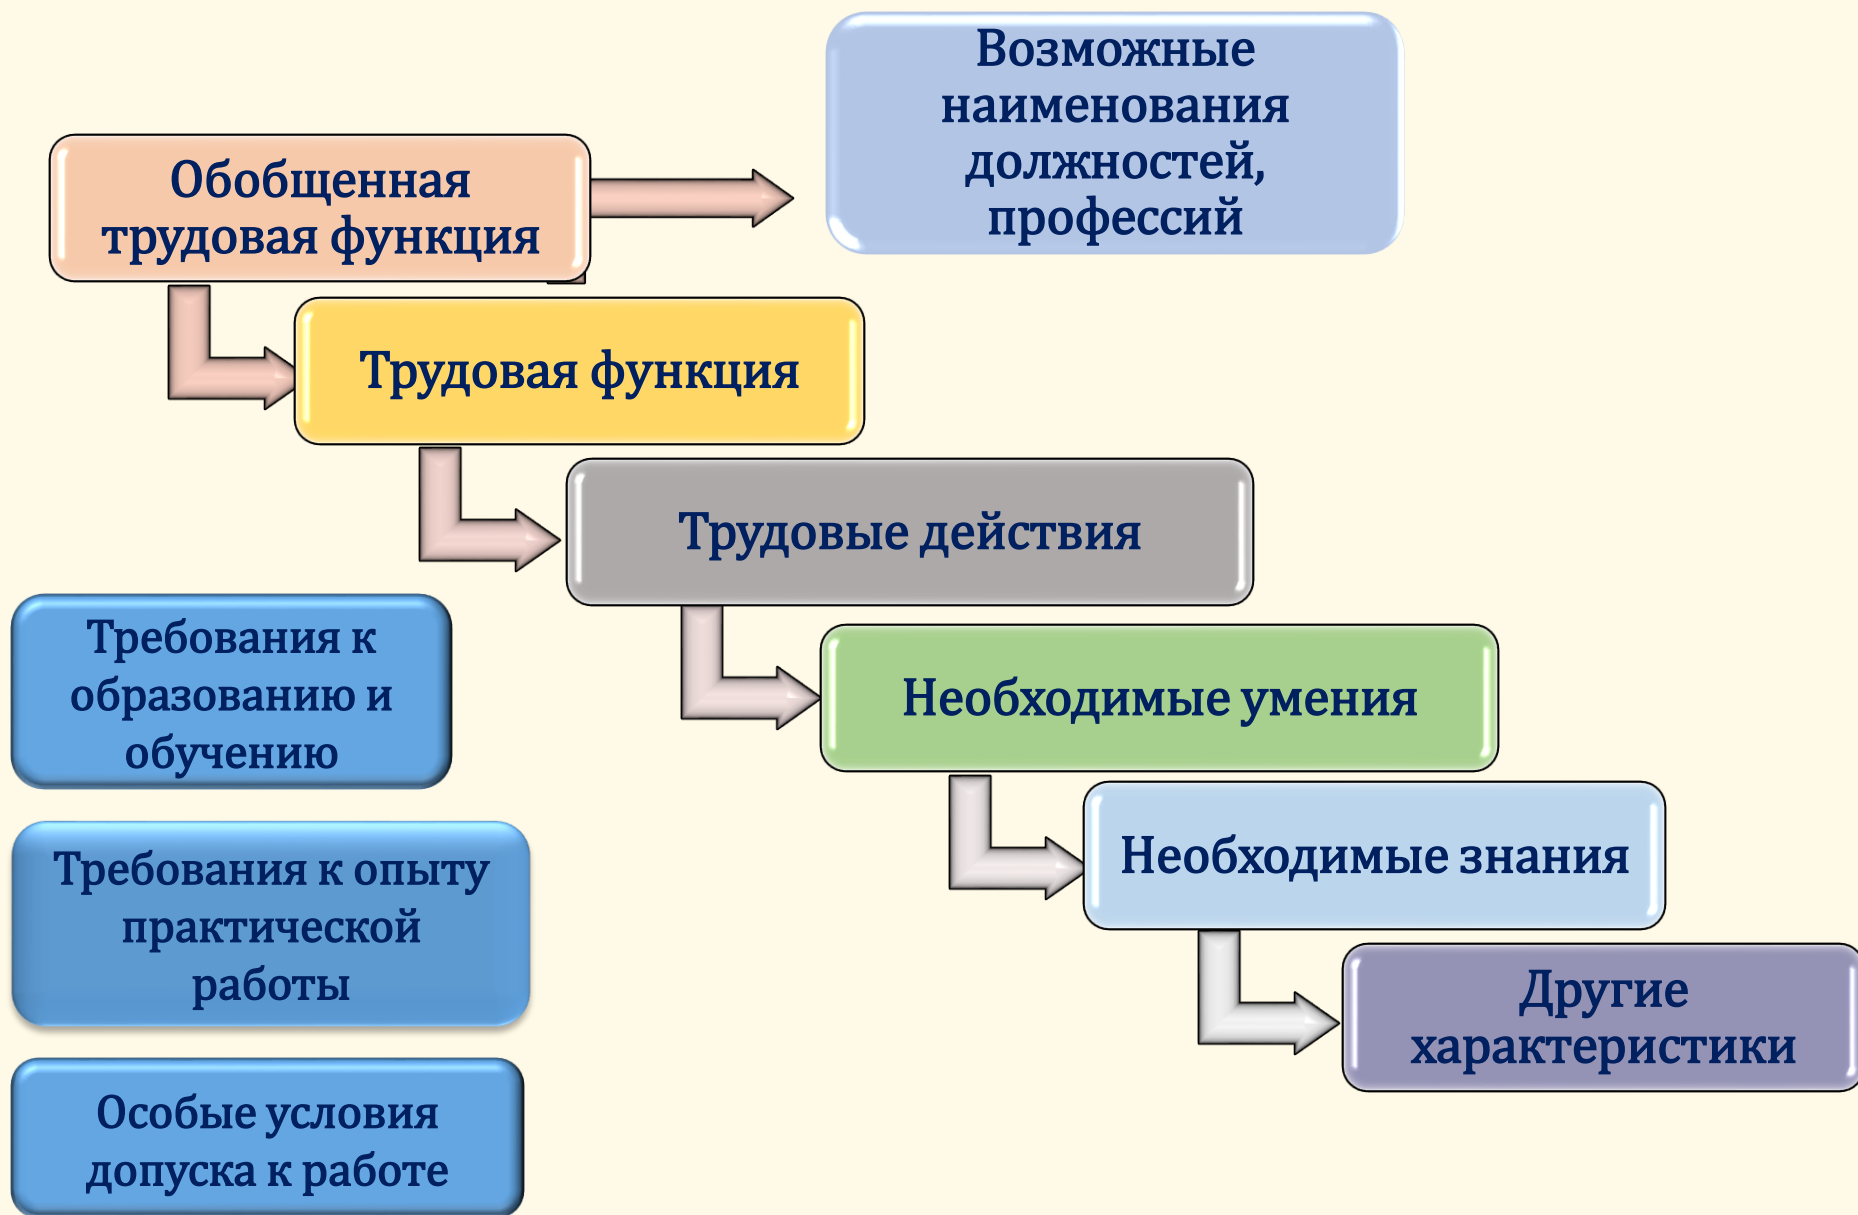 Возможные
наименования
должностей,
профессий
Обобщенная
трудовая функция
Трудовая функция
Трудовые действия
Требования к
образованию и
обучению
Необходимые умения
Необходимые знания
Требования к опыту
практической
работы
Другие
характеристики
Особые условия
допуска к работе